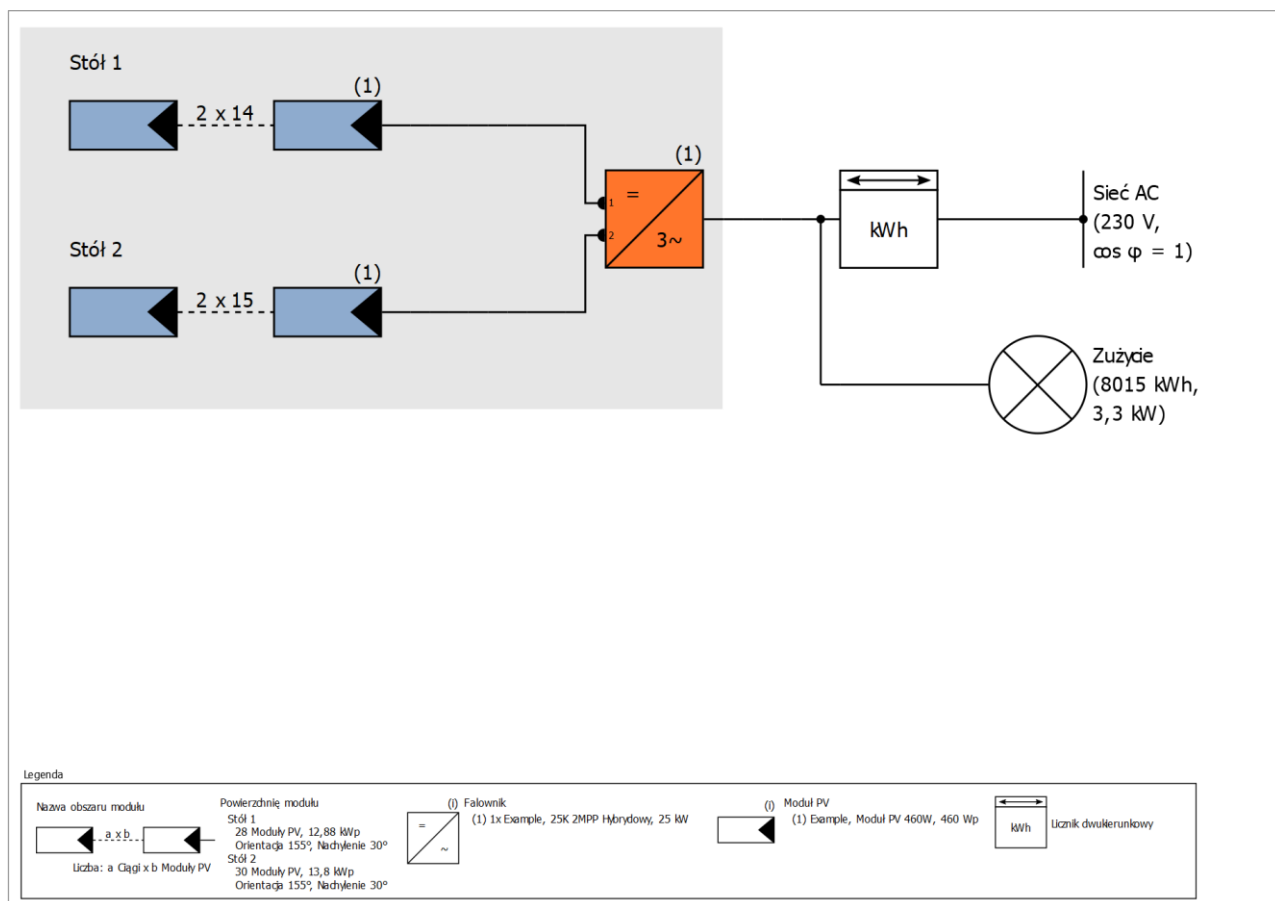 Stół 1
(1)
2 x 14
(1)
1
=
2
3~
Stół 2
(1)
2 x 15
kWh
Sieć AC
(230 V,
cos φ = 1)
Zużycie
(8015 kWh,
3,3 kW)
Legenda
Nazwa obszaru modułu
a x b
Liczba: a Ciągi x b Moduły PV
Powierzchnię modułu
Stół 1
28 Moduły PV, 12,88 kWp
Orientacja 155°, Nachylenie 30°
Stół 2
30 Moduły PV, 13,8 kWp
Orientacja 155°, Nachylenie 30°
=
~
(i) Falownik
(1) 1x Example, 25K 2MPP Hybrydowy, 25 kW
(i) Moduł PV
(1) Example, Moduł PV 460W, 460 Wp
kWh
Licznik dwukierunkowy